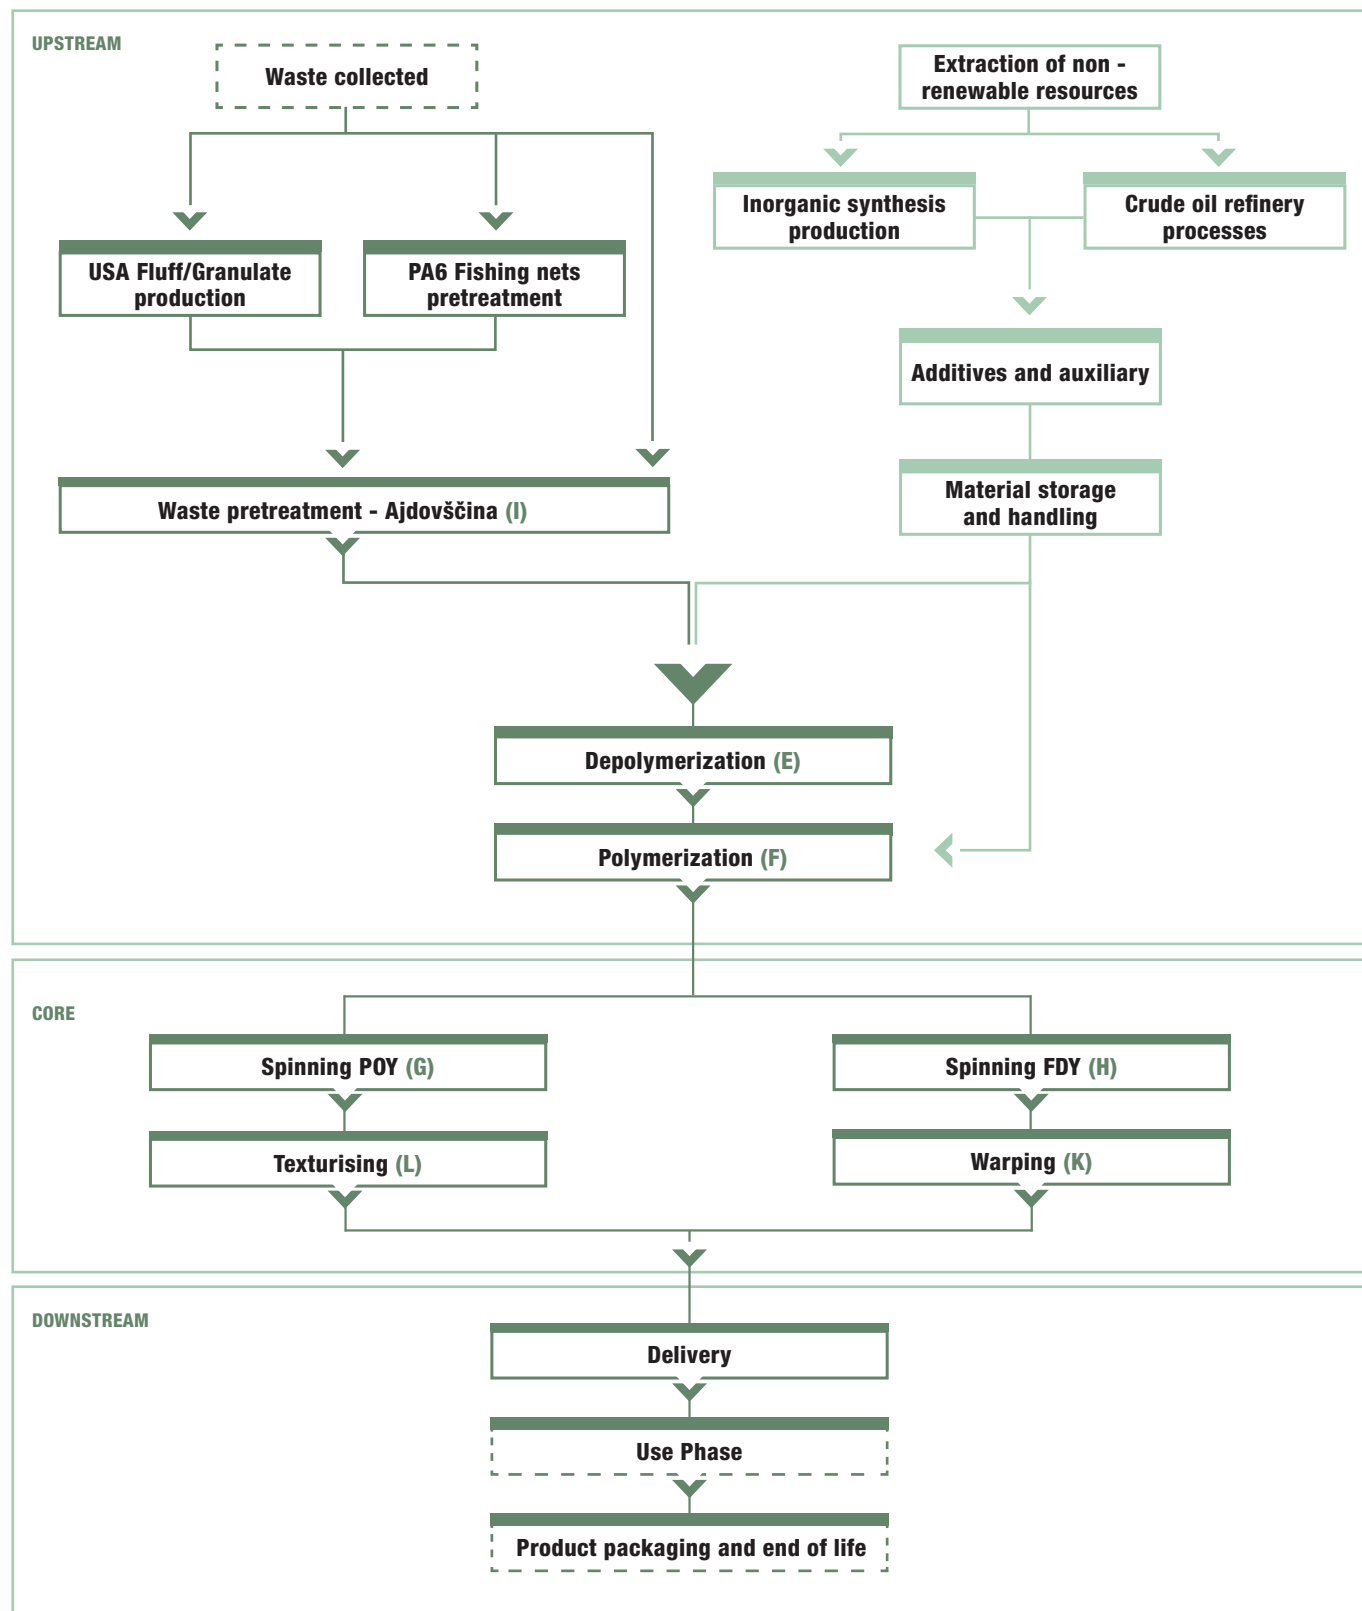 UPSTREAM
Waste collected
Extraction of non -
renewable resources
Inorganic synthesis
production
Crude oil refinery
processes
USA Fluff/Granulate
production
PA6 Fishing nets
pretreatment
Additives and auxiliary
Waste pretreatment - Ajdovščina (I)
Material storage
and handling
Depolymerization (E)
Polymerization (F)
CORE
Spinning POY (G)
Spinning FDY (H)
Texturising (L)
Warping (K)
DOWNSTREAM
Delivery
Use Phase
Product packaging and end of life